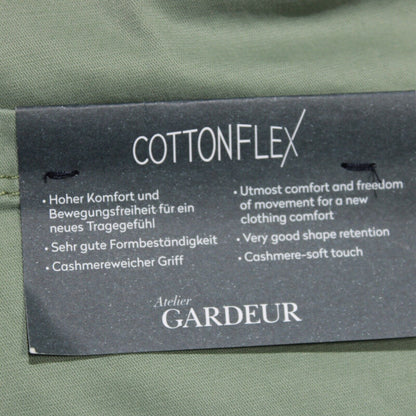 COTTONFLEX
• Hoher Komfort und
Bewegungsfreiheit für ein
neues Tragegefühl
• Sehr gute Formbeständigkeit
• Cashmereweicher Griff
• Utmost comfort and freedom
of movement for a new
clothing comfort
• Very good shape retention
• Cashmere-soft touch
Atelier
GARDEUR